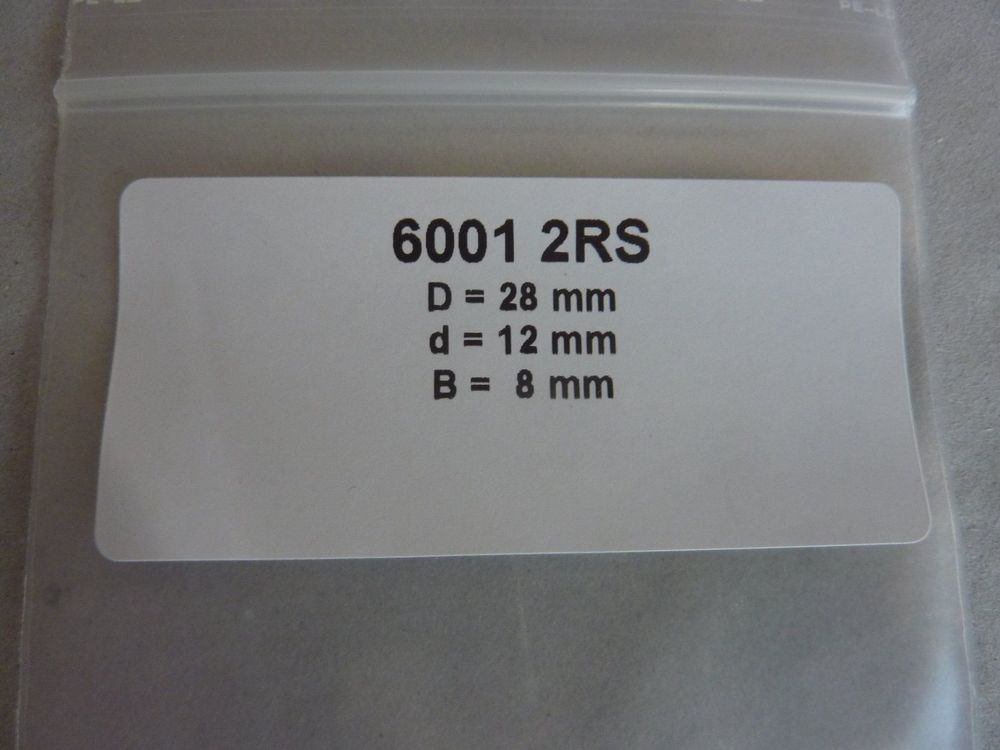 6001 2RS
D = 28 mm
d = 12 mm
B = 8 mm